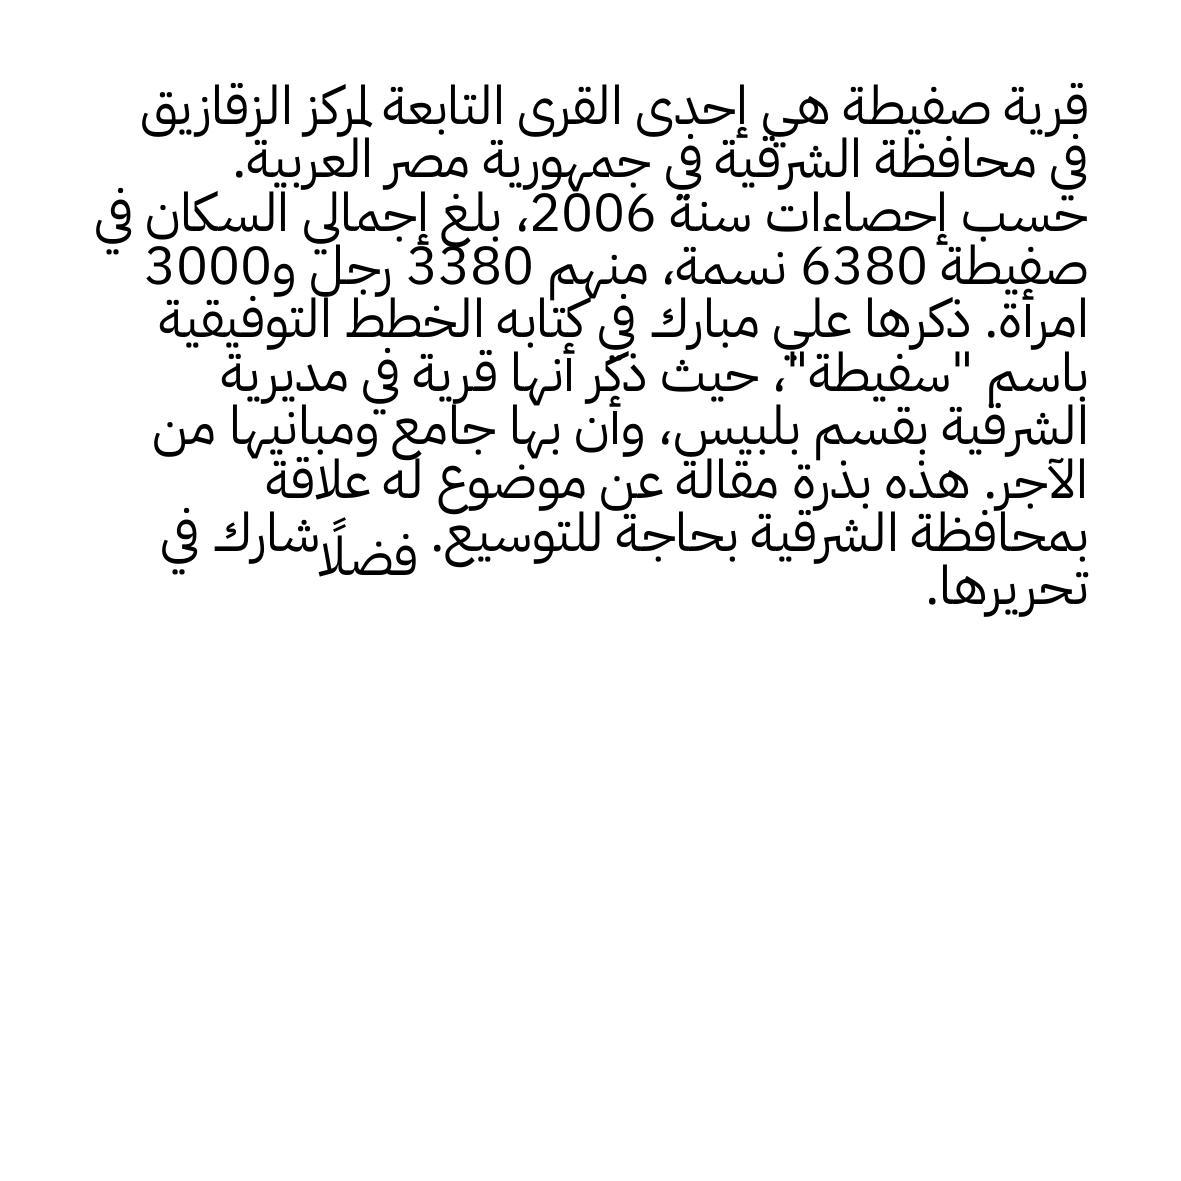 قرية صفيطة هي إحدى القرى التابعة لمركز الزقازيق
في محافظة الشرقية في جمهورية مصر العربية.
حسب إحصاءات سنة 2006، بلغ إجمالي السكان في
صفيطة 6380 نسمة، منهم 3380 رجل و3000
امرأة. ذكرها علي مبارك في كتابه الخطط التوفيقية
باسم "سفيطة"، حيث ذكر أنها قرية في مديرية
الشرقية بقسم بلبيس، وأن بها جامع ومبانيها من
الآجر. هذه بذرة مقالة عن موضوع له علاقة
بمحافظة الشرقية بحاجة للتوسيع. فضلًا شارك في
تحريرها.